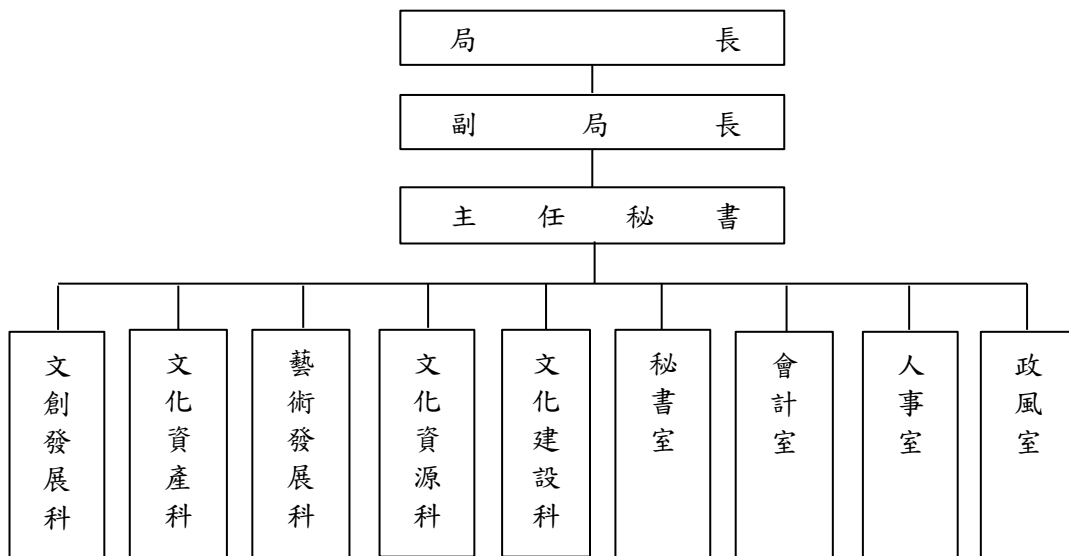 局長
副局長
主任秘書
文創發展科
文化資產科
藝術發展科
文化資源科
文化建設科
秘書室
會計室
人事室
政風室